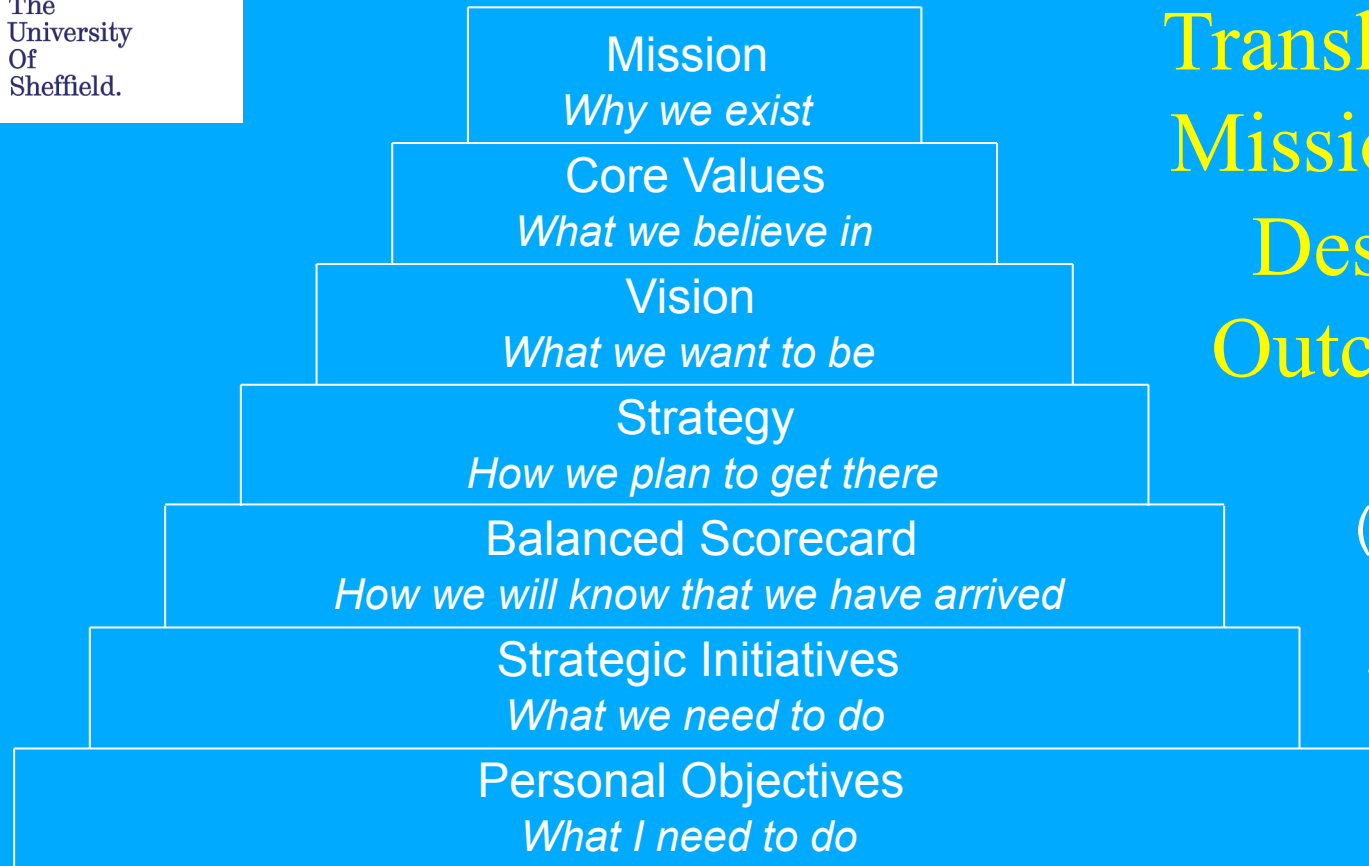 The
University
Of
Sheffield.
Mission
Why we exist
Core Values
What we believe in
Vision
What we want to be
Strategy
How we plan to get there
Balanced Scorecard
How we will know that we have arrived
Strategic Initiatives
What we need to do
Personal Objectives
What I need to do